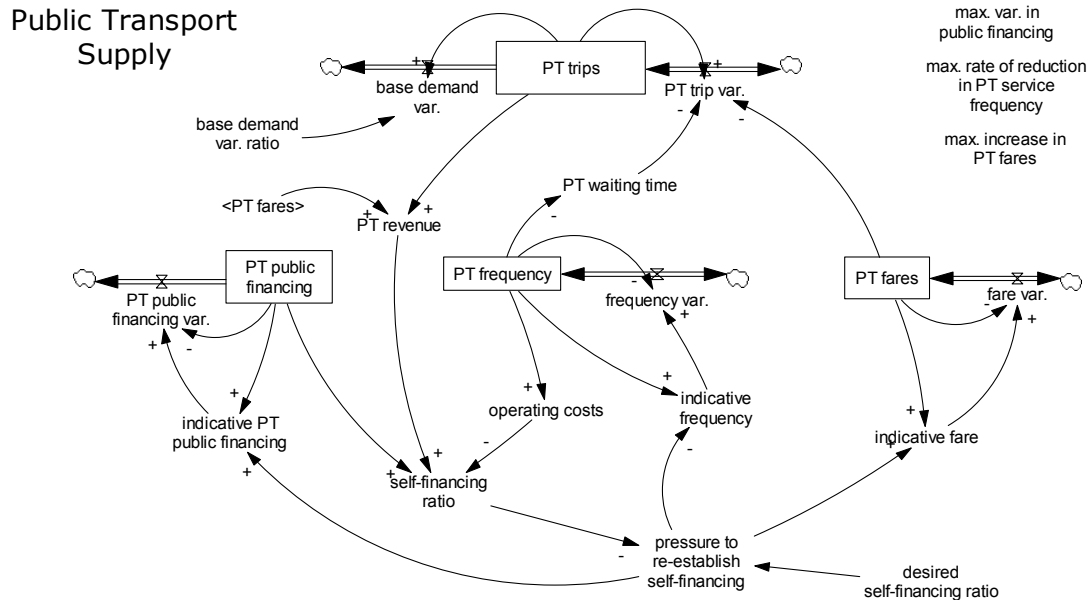 Public Transport
Supply
max. var. in
public financing
max. rate of reduction
in PT service
frequency
max. increase in
PT fares
PT trips
+
base demand
var.
+
PT trip var.
-
-
base demand
var. ratio
PT waiting time
-
<PT fares>
+
+
PT revenue
PT public
financing
PT frequency
PT fares
PT public
financing var.
+
-
-
frequency var.
+
fare var.
-
+
+
indicative PT
public financing
+
+
operating costs
-
+
indicative
frequency
-
+
indicative fare
+
+
+
self-financing
ratio
-
pressure to
re-establish
self-financing
desired
self-financing ratio